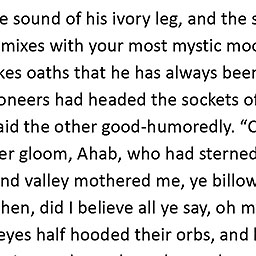 e sound of his ivory leg, and the s
mixes with your most mystic moo
kes oaths that he has always been
oneers had headed the sockets of
aid the other good-humoredly. “C
er gloom, Ahab, who had sterned
nd valley mothered me, ye billow
hen, did I believe all ye say, oh m
eyes half hooded their orbs, and l